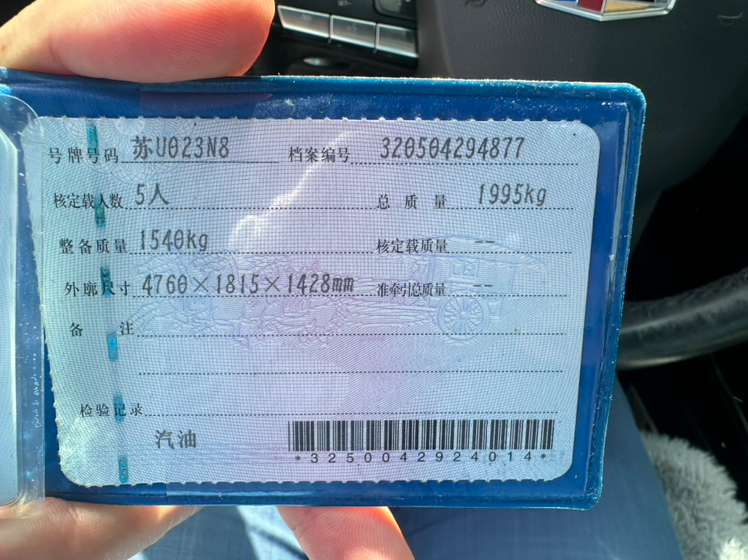 号牌号码 苏U023N8 档案编号 320504294877
核定载人数 5人 总质量 1995kg
整备质量 1540kg 核定载质量 --
外廓尺寸 4760×1815×1428mm 准牵引总质量 --
备注
检验记录
汽油
*3250042924014*